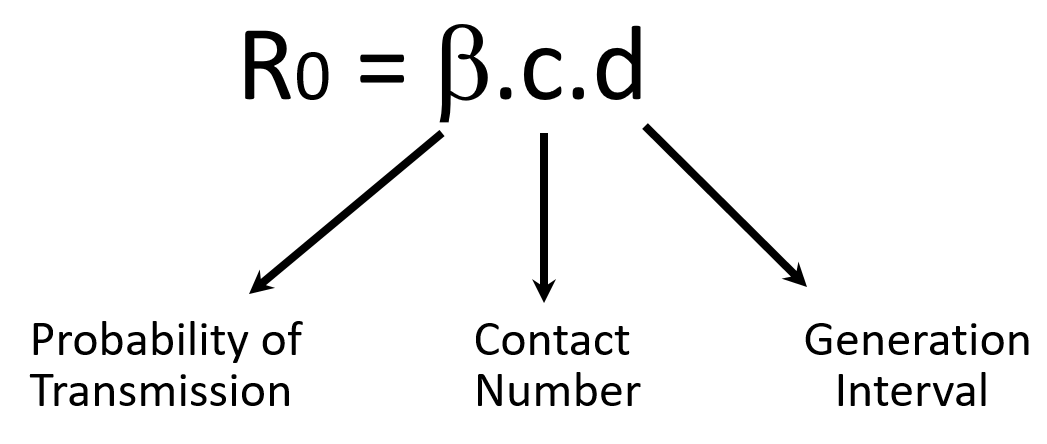 R0 = β.c.d
Probability of Contact Generation
Transmission Number Interval